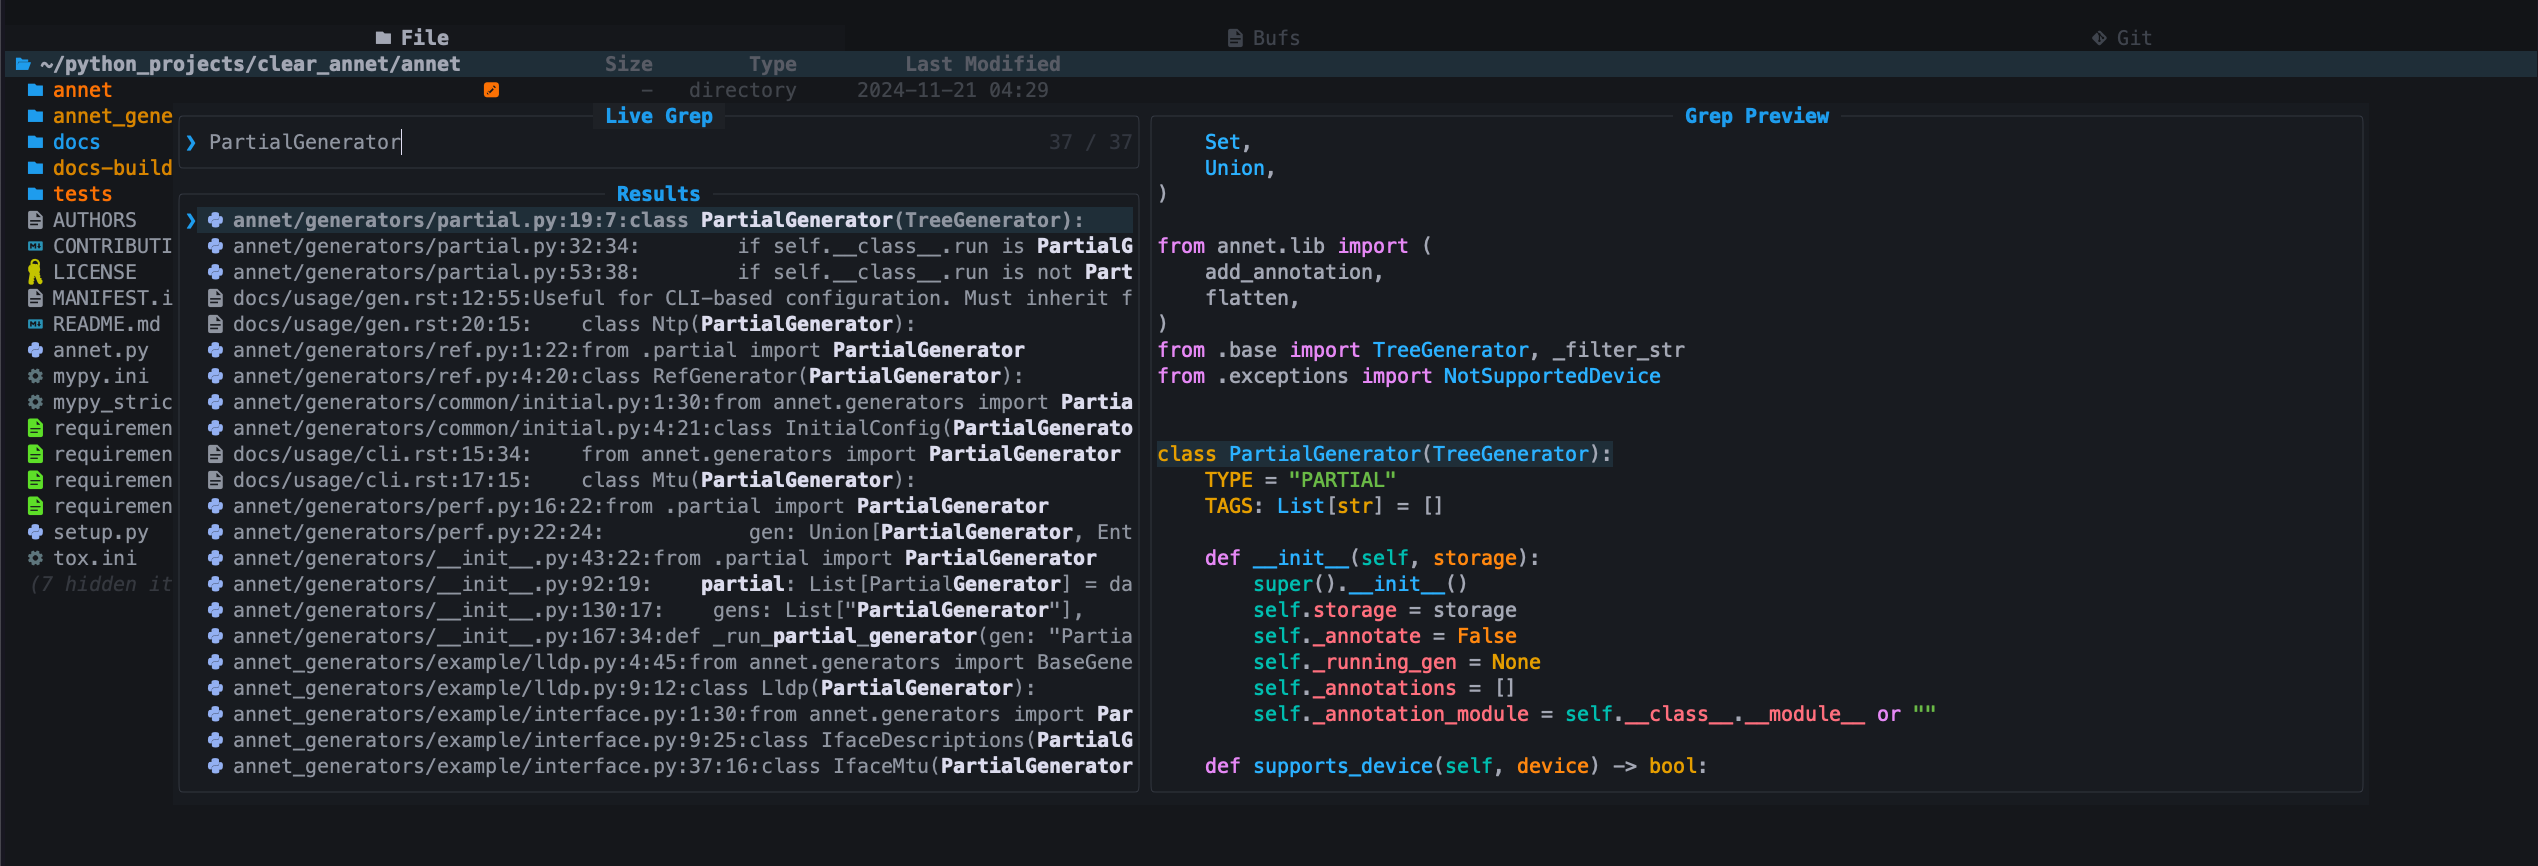 File
Bufs
Git
~/python_projects/clear_annet/annet Size Type Last Modified
annet – directory 2024-11-21 04:29
annet_gene
docs
docs-build
tests
AUTHORS
CONTRIBUTI
LICENSE
MANIFEST.i
README.md
annet.py
mypy.ini
mypy_stric
requiremen
requiremen
requiremen
requiremen
setup.py
tox.ini
(7 hidden it
Live Grep
❯ PartialGenerator 37 / 37
Results
❯ annet/generators/partial.py:19:7:class PartialGenerator(TreeGenerator):
annet/generators/partial.py:32:34:        if self.__class__.run is PartialG
annet/generators/partial.py:53:38:        if self.__class__.run is not Part
docs/usage/gen.rst:12:55:Useful for CLI-based configuration. Must inherit f
docs/usage/gen.rst:20:15:    class Ntp(PartialGenerator):
annet/generators/ref.py:1:22:from .partial import PartialGenerator
annet/generators/ref.py:4:20:class RefGenerator(PartialGenerator):
annet/generators/common/initial.py:1:30:from annet.generators import Partia
annet/generators/common/initial.py:4:21:class InitialConfig(PartialGenerato
docs/usage/cli.rst:15:34:    from annet.generators import PartialGenerator
docs/usage/cli.rst:17:15:    class Mtu(PartialGenerator):
annet/generators/perf.py:16:22:from .partial import PartialGenerator
annet/generators/perf.py:22:24:            gen: Union[PartialGenerator, Ent
annet/generators/__init__.py:43:22:from .partial import PartialGenerator
annet/generators/__init__.py:92:19:    partial: List[PartialGenerator] = da
annet/generators/__init__.py:130:17:    gens: List["PartialGenerator"],
annet/generators/__init__.py:167:34:def _run_partial_generator(gen: "Partia
annet_generators/example/lldp.py:4:45:from annet.generators import BaseGene
annet_generators/example/lldp.py:9:12:class Lldp(PartialGenerator):
annet_generators/example/interface.py:1:30:from annet.generators import Par
annet_generators/example/interface.py:9:25:class IfaceDescriptions(PartialG
annet_generators/example/interface.py:37:16:class IfaceMtu(PartialGenerator
Grep Preview
    Set,
    Union,
)
from annet.lib import (
    add_annotation,
    flatten,
)
from .base import TreeGenerator, _filter_str
from .exceptions import NotSupportedDevice
class PartialGenerator(TreeGenerator):
    TYPE = "PARTIAL"
    TAGS: List[str] = []
    def __init__(self, storage):
        super().__init__()
        self.storage = storage
        self._annotate = False
        self._running_gen = None
        self._annotations = []
        self._annotation_module = self.__class__.__module__ or ""
    def supports_device(self, device) -> bool: